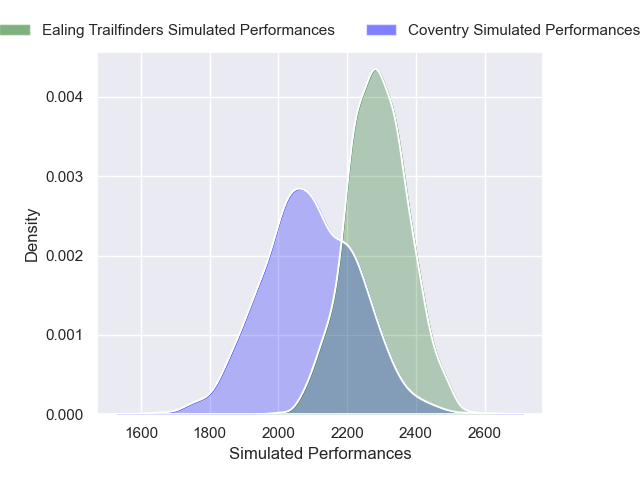 Ealing Trailfinders Simulated Performances
Coventry Simulated Performances
0.004
0.003
0.002
0.001
0.000
Density
1600 1800 2000 2200 2400 2600
Simulated Performances